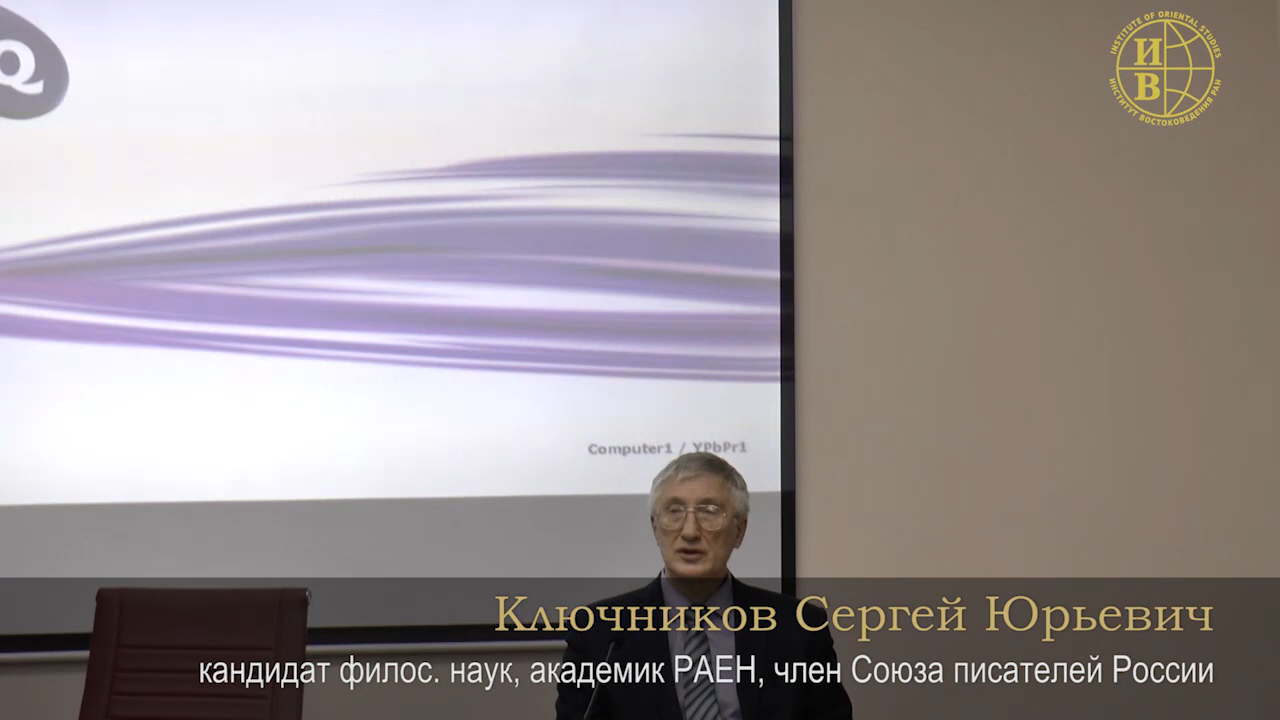 Q
INSTITUTE OF ORIENTAL STUDIES
ИВ
ИНСТИТУТ ВОСТОКОВЕДЕНИЯ РАН
Computer1 / YPbPr1
Ключников Сергей Юрьевич
кандидат филос. наук, академик РАЕН, член Союза писателей России